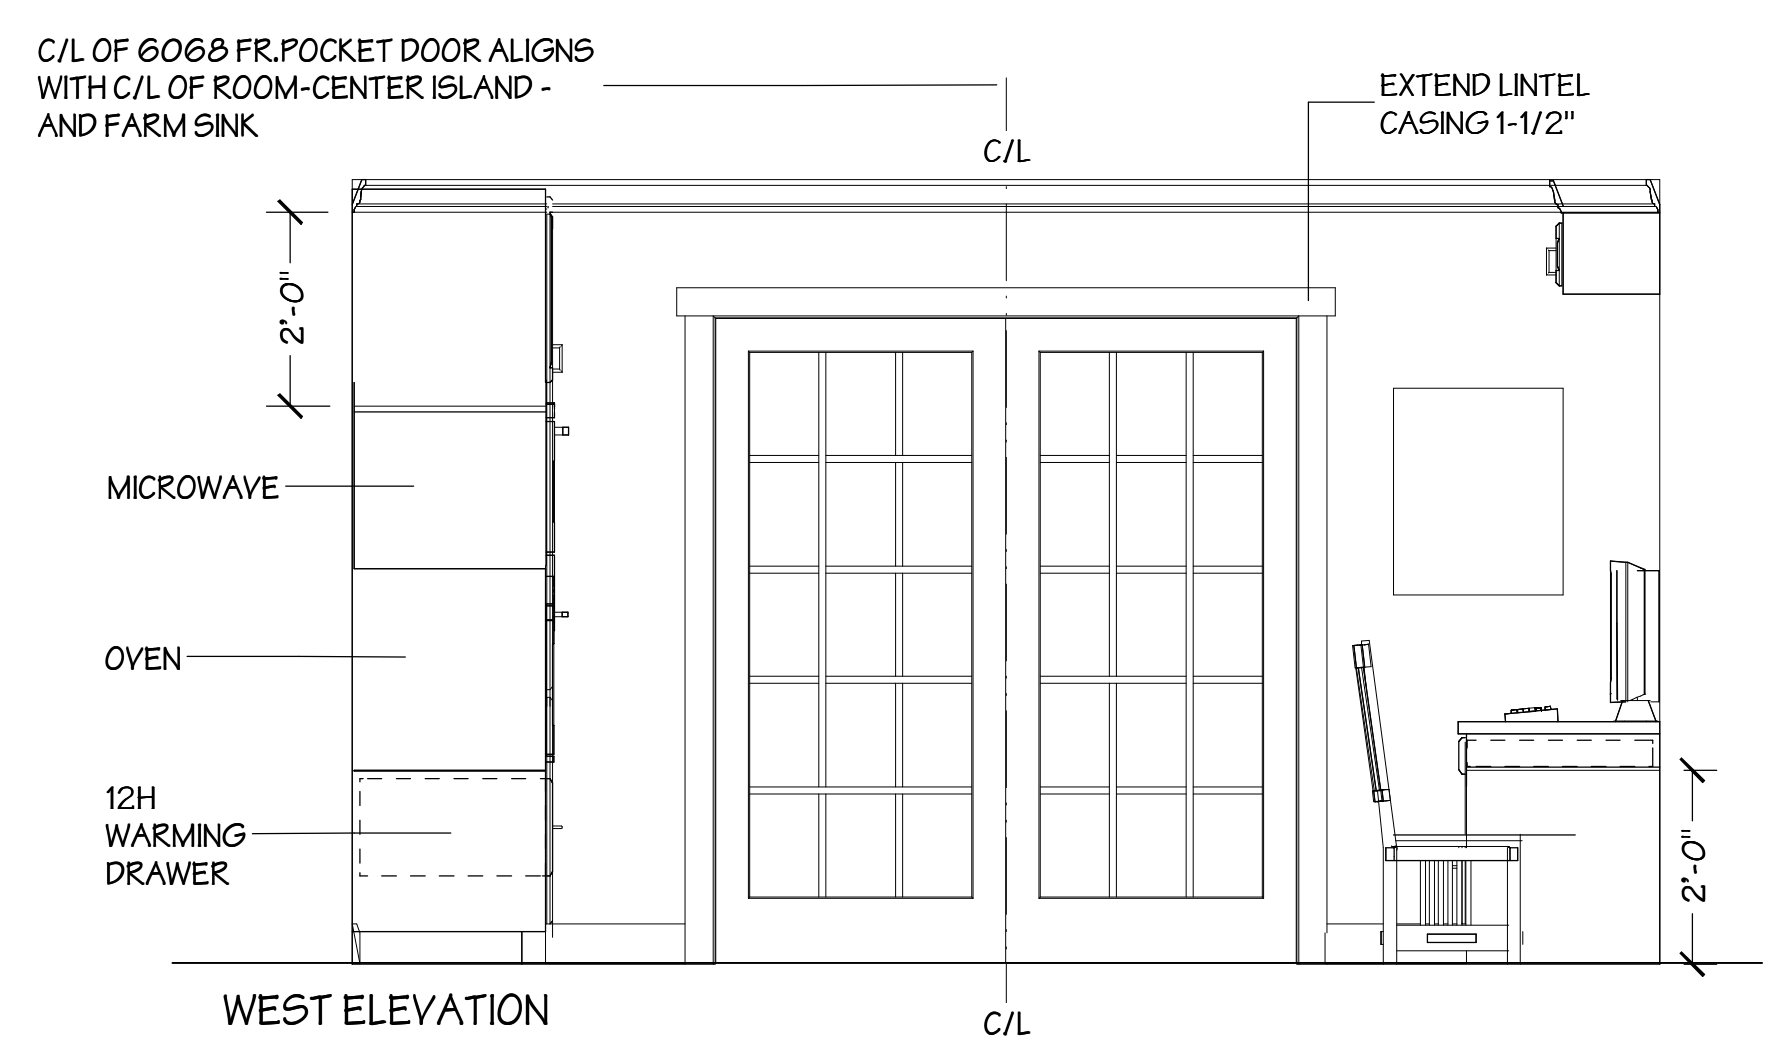 C/L OF 6068 FR.POCKET DOOR ALIGNS
WITH C/L OF ROOM-CENTER ISLAND -
AND FARM SINK
EXTEND LINTEL
CASING 1-1/2"
C/L
2'-0"
MICROWAVE
OVEN
12H
WARMING
DRAWER
2'-0"
WEST ELEVATION
C/L